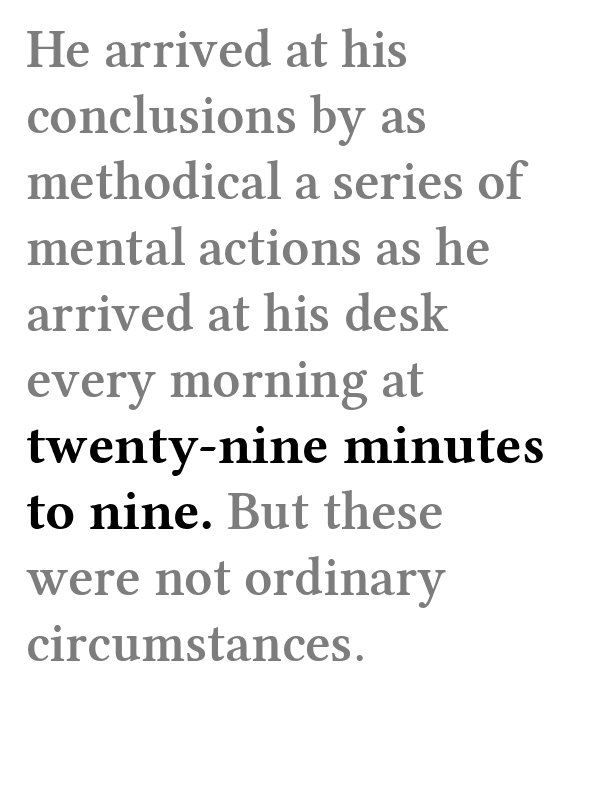 He arrived at his
conclusions by as
methodical a series of
mental actions as he
arrived at his desk
every morning at
twenty-nine minutes
to nine. But these
were not ordinary
circumstances.